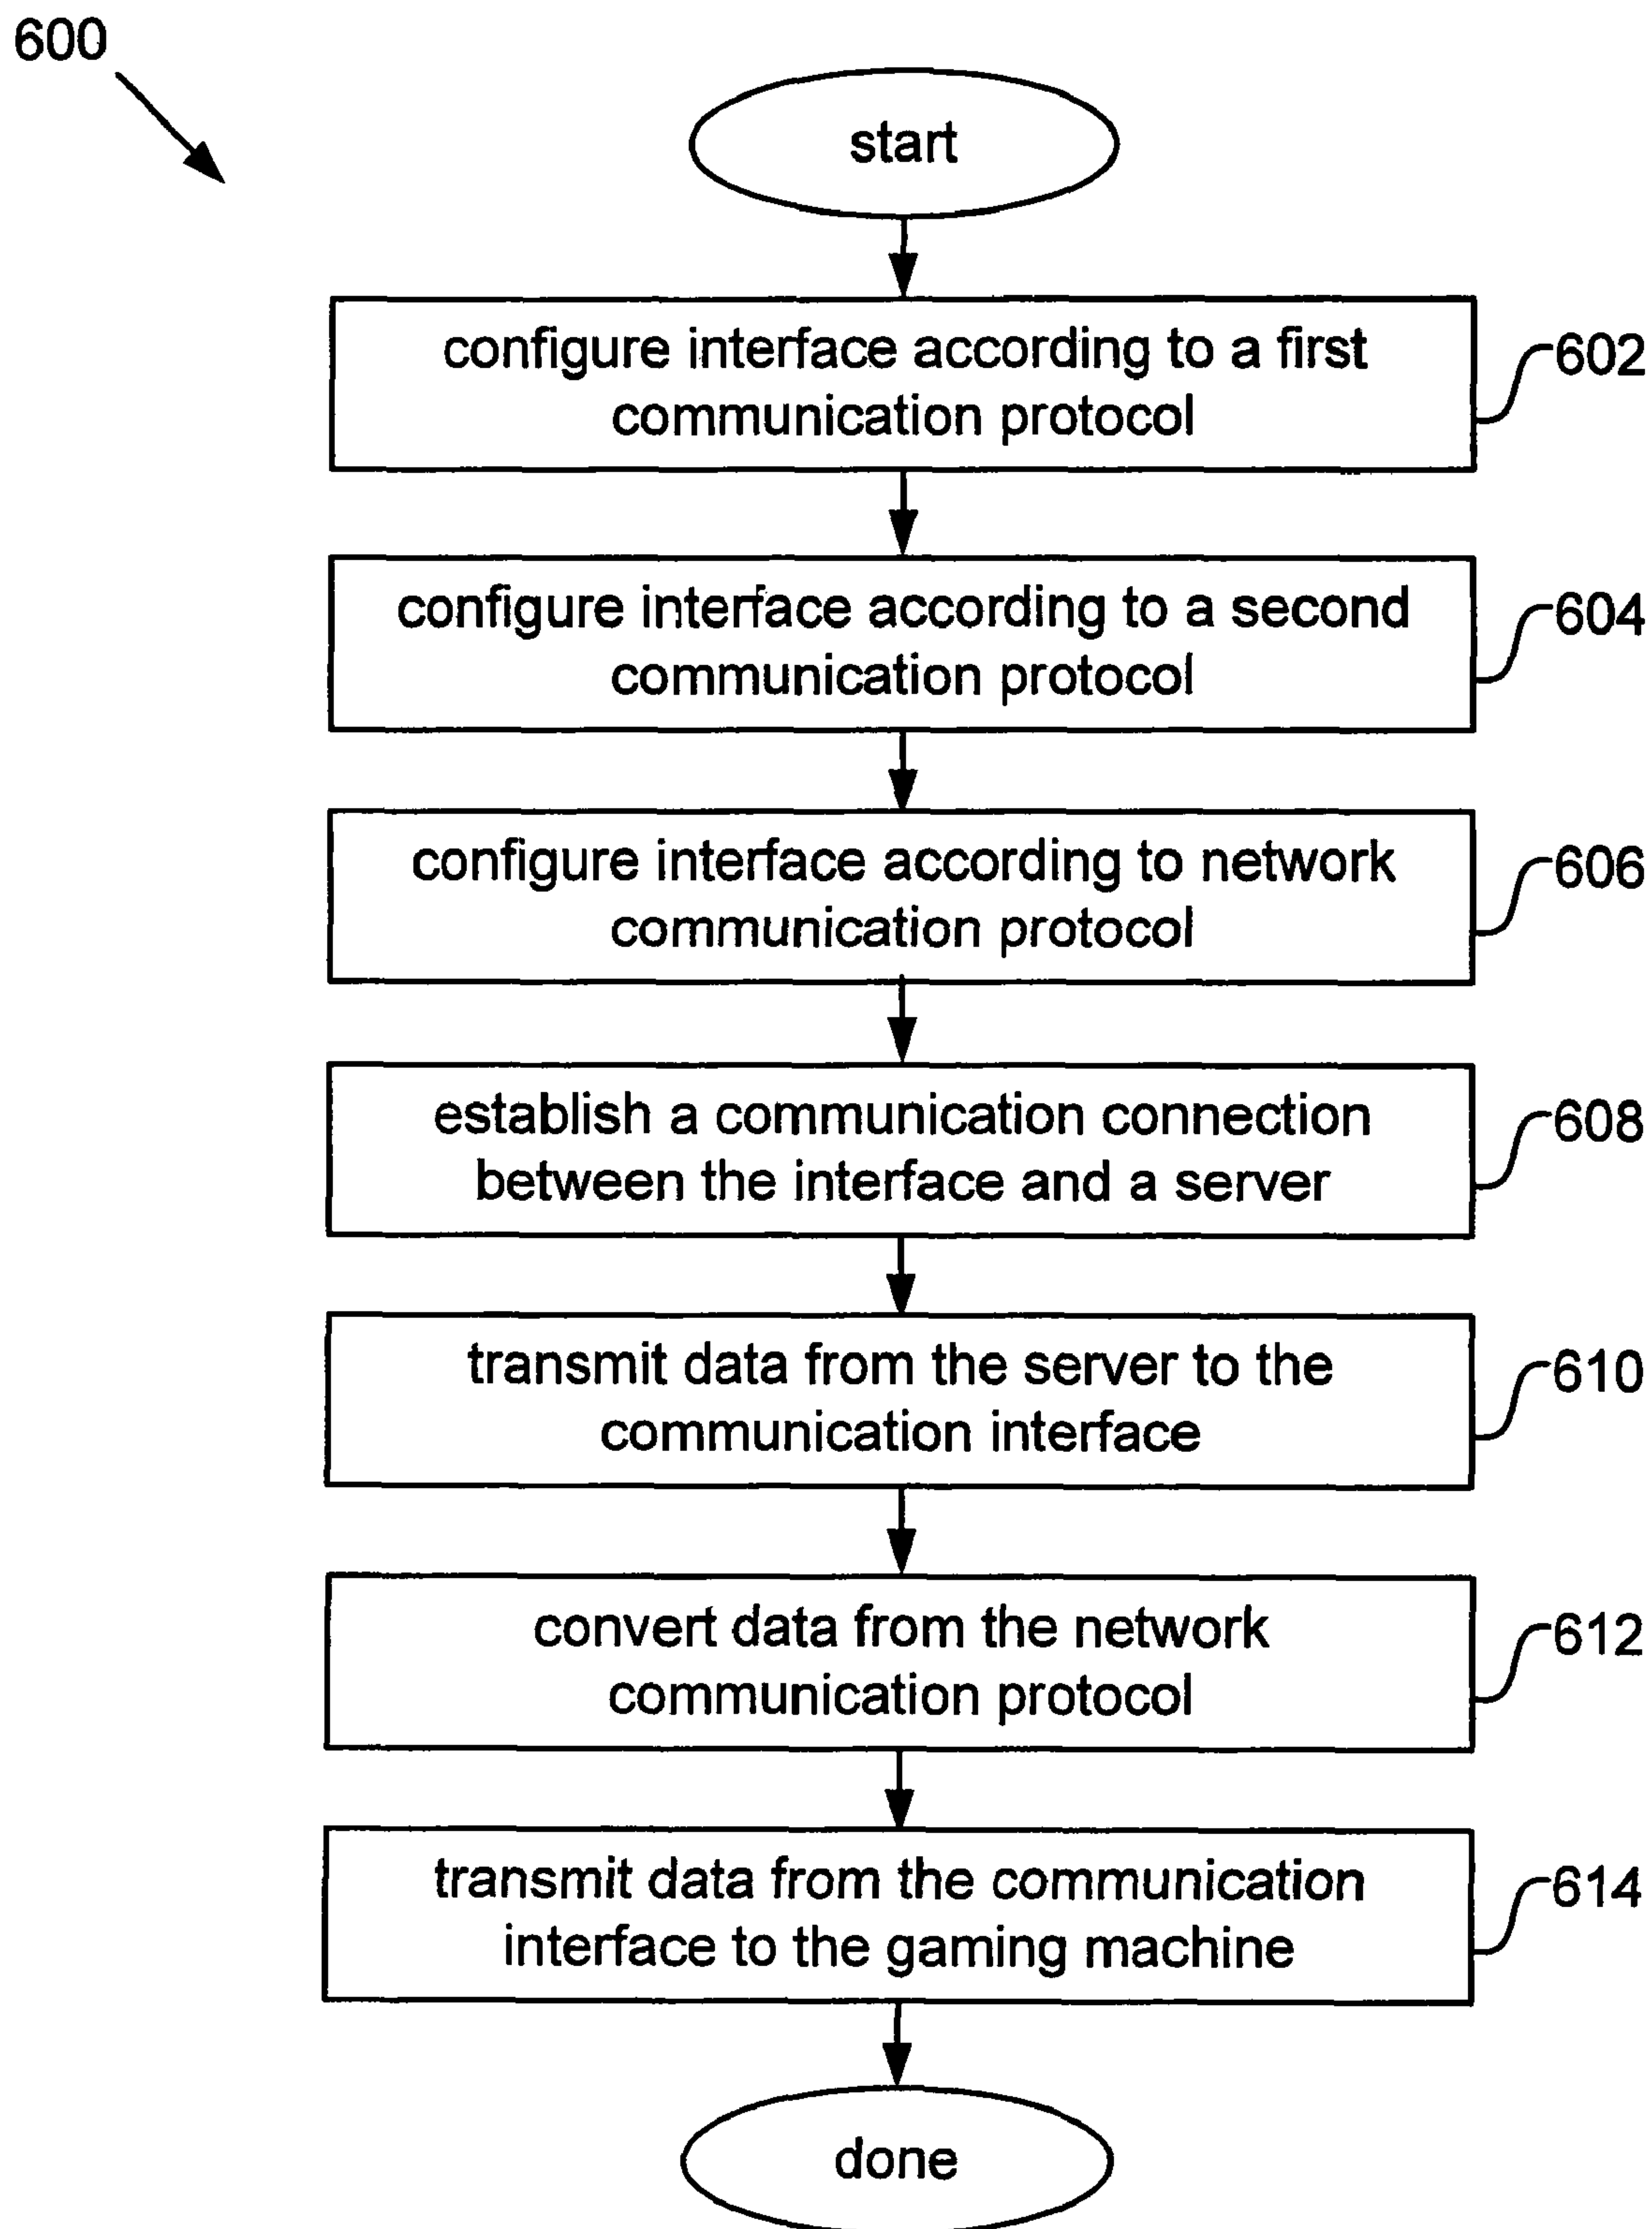 600
start
configure interface according to a first
communication protocol
602
configure interface according to a second
communication protocol
604
configure interface according to network
communication protocol
606
establish a communication connection
between the interface and a server
608
transmit data from the server to the
communication interface
610
convert data from the network
communication protocol
612
transmit data from the communication
interface to the gaming machine
614
done